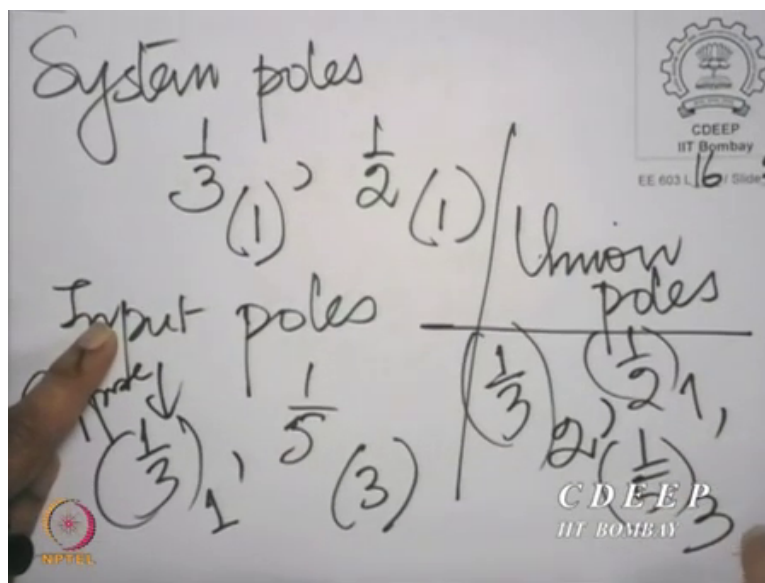 System poles
1/3 (1), 1/2 (1)
Input poles
(1/3)1, 1/5 (3)
Union
poles
(1/3)2, (1/2)1,
(1/5)3
CDEEP
IIT Bombay
EE 603 L 16 / Slide
CDEEP
IIT BOMBAY
NPTEL